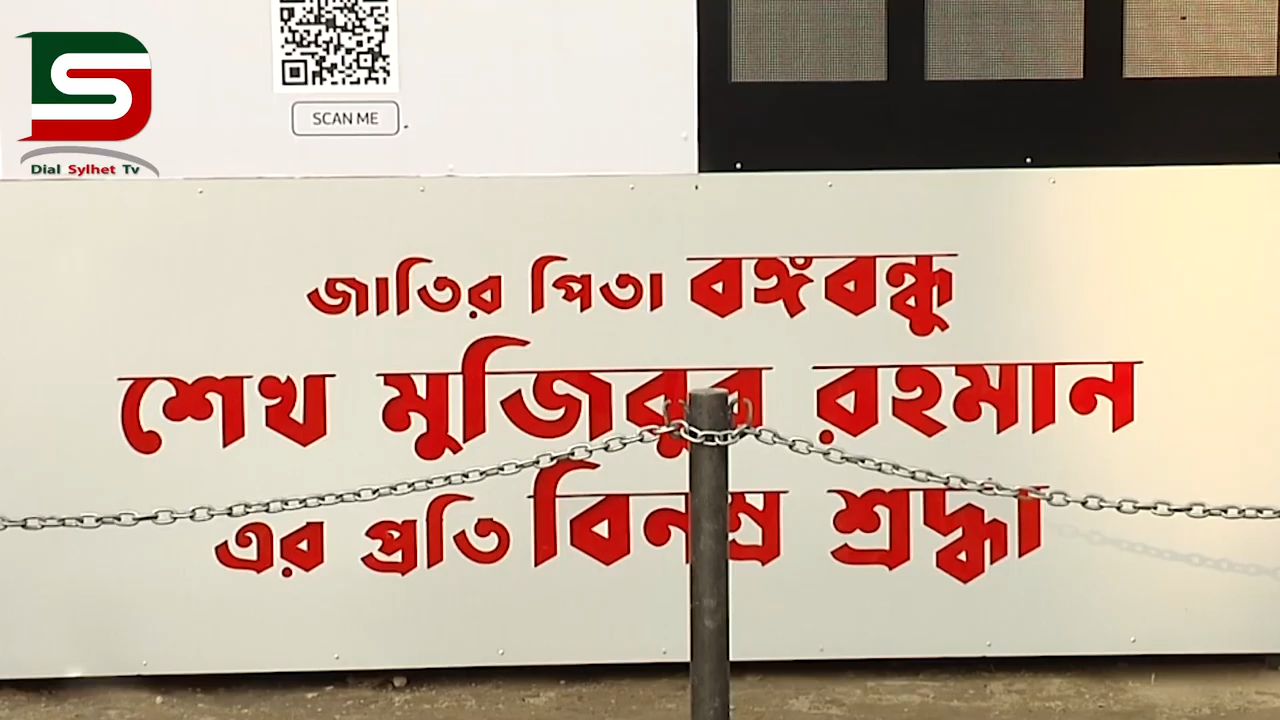 SCAN ME
Dial Sylhet Tv
জাতির পিতা বঙ্গবন্ধু
শেখ মুজিবুর রহমান
এর প্রতি বিনম্র শ্রদ্ধা